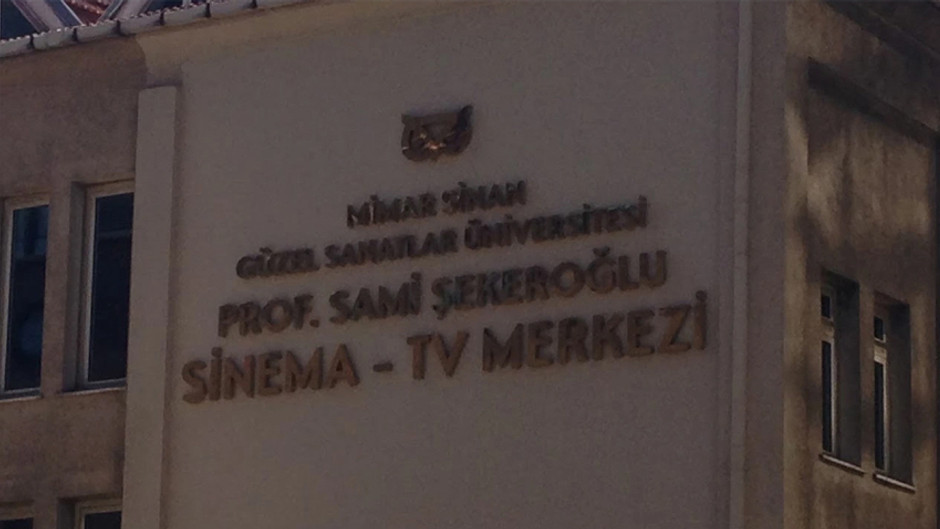 MİMAR SİNAN
GÜZEL SANATLAR ÜNİVERSİTESİ
PROF. SAMİ ŞEKEROĞLU
SİNEMA - TV MERKEZİ